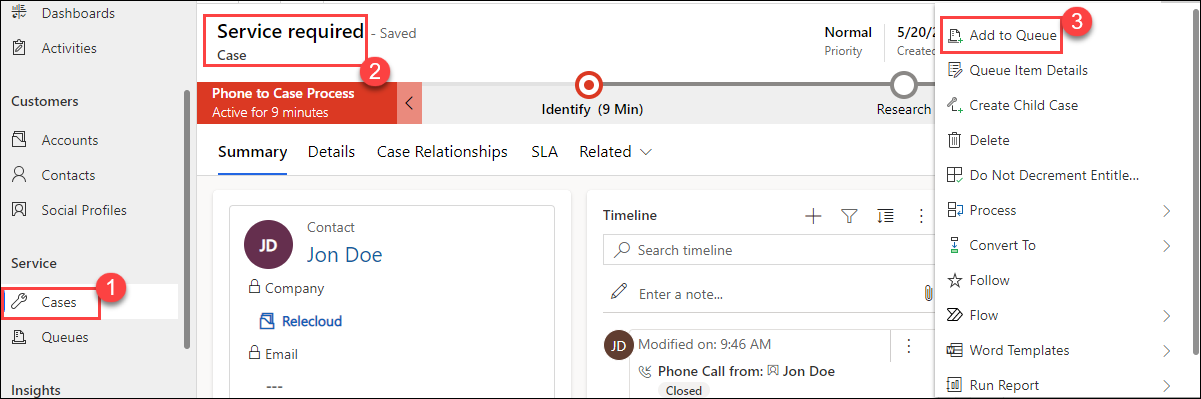 Dashboards
Activities
Customers
Accounts
Contacts
Social Profiles
Service
Cases
1
Queues
Insights
Service required - Saved
Case
2
Normal
Priority
5/20/2
Created
Phone to Case Process
Active for 9 minutes
Identify (9 Min)
Research
Summary
Details
Case Relationships
SLA
Related
JD
Contact
Jon Doe
Company
Relecloud
Email
---
Timeline
Search timeline
Enter a note...
JD
Modified on: 9:46 AM
Phone Call from: Jon Doe
Closed
3
Add to Queue
Queue Item Details
Create Child Case
Delete
Do Not Decrement Entitle...
Process
Convert To
Follow
Flow
Word Templates
Run Report